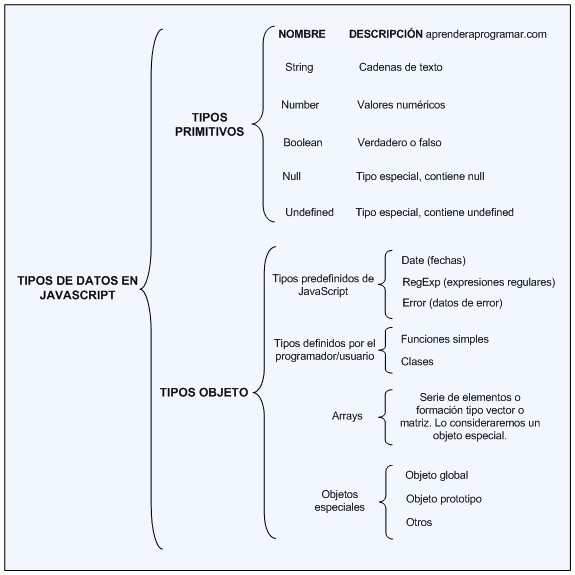 NOMBRE DESCRIPCIÓN aprenderaprogramar.com
String Cadenas de texto
Number Valores numéricos
TIPOS
PRIMITIVOS
Boolean Verdadero o falso
Null Tipo especial, contiene null
Undefined Tipo especial, contiene undefined
TIPOS DE DATOS EN
JAVASCRIPT
Tipos predefinidos de
JavaScript
Date (fechas)
RegExp (expresiones regulares)
Error (datos de error)
Tipos definidos por el
programador/usuario
Funciones simples
Clases
TIPOS OBJETO
Arrays
Serie de elementos o
formación tipo vector o
matriz. Lo consideraremos un
objeto especial.
Objetos
especiales
Objeto global
Objeto prototipo
Otros